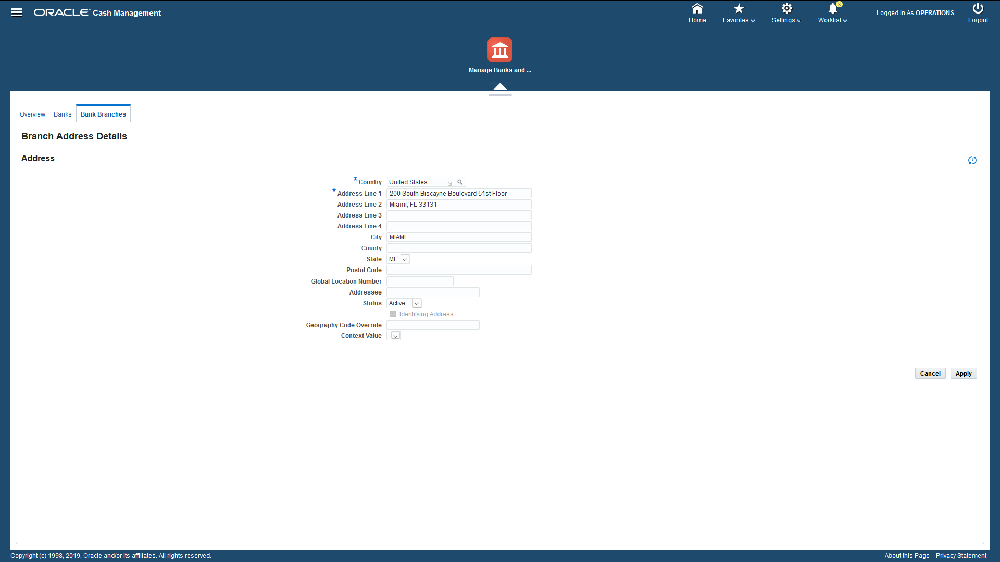 ORACLE Cash Management
Home
Favorites
Settings
3
Worklist
Logged In As OPERATIONS
Logout
Manage Banks and ...
Overview
Banks
Bank Branches
Branch Address Details
Address
* Country United States
* Address Line 1 200 South Biscayne Boulevard 51st Floor
Address Line 2 Miami, FL 33131
Address Line 3
Address Line 4
City MIAMI
County
State MI
Postal Code
Global Location Number
Addressee
Status Active
Identifying Address
Geography Code Override
Context Value
Cancel
Apply
Copyright (c) 1998, 2019, Oracle and/or its affiliates. All rights reserved.
About this Page
Privacy Statement